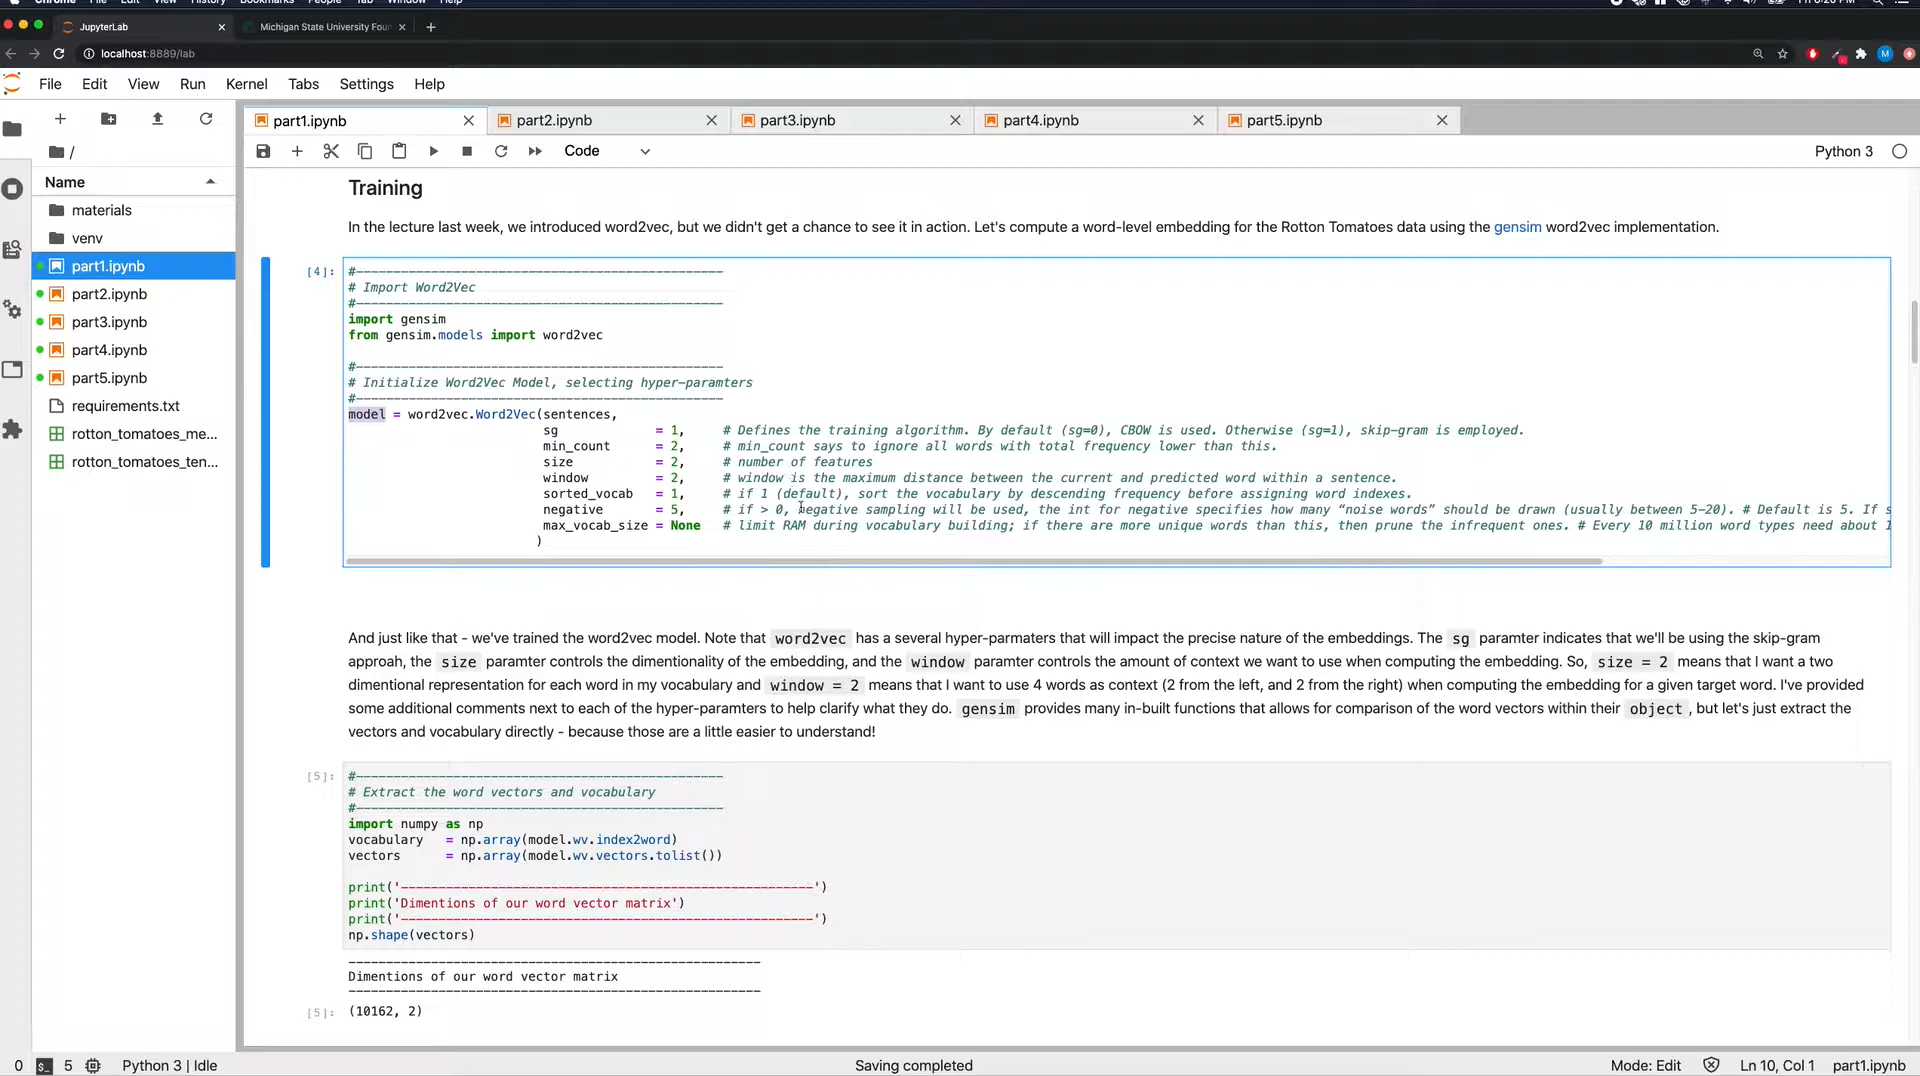 Chrome File Edit View History Bookmarks People Tab Window Help
JupyterLab
Michigan State University Four
localhost:8889/lab
File Edit View Run Kernel Tabs Settings Help
part1.ipynb
part2.ipynb
part3.ipynb
part4.ipynb
part5.ipynb
/
Code
Python 3
Name
materials
venv
part1.ipynb
part2.ipynb
part3.ipynb
part4.ipynb
part5.ipynb
requirements.txt
rotton_tomatoes_me...
rotton_tomatoes_ten...
Training
In the lecture last week, we introduced word2vec, but we didn't get a chance to see it in action. Let's compute a word-level embedding for the Rotton Tomatoes data using the gensim word2vec implementation.
[4]: #-------------------------------------------------
# Import Word2Vec
#-------------------------------------------------
import gensim
from gensim.models import word2vec
#-------------------------------------------------
# Initialize Word2Vec Model, selecting hyper-paramters
#-------------------------------------------------
model = word2vec.Word2Vec(sentences,
sg = 1, # Defines the training algorithm. By default (sg=0), CBOW is used. Otherwise (sg=1), skip-gram is employed.
min_count = 2, # min_count says to ignore all words with total frequency lower than this.
size = 2, # number of features
window = 2, # window is the maximum distance between the current and predicted word within a sentence.
sorted_vocab = 1, # if 1 (default), sort the vocabulary by descending frequency before assigning word indexes.
negative = 5, # if > 0, negative sampling will be used, the int for negative specifies how many “noise words” should be drawn (usually between 5-20). # Default is 5. If s
max_vocab_size = None # limit RAM during vocabulary building; if there are more unique words than this, then prune the infrequent ones. # Every 10 million word types need about 1
)
And just like that - we've trained the word2vec model. Note that word2vec has a several hyper-parmaters that will impact the precise nature of the embeddings. The sg paramter indicates that we'll be using the skip-gram
approah, the size paramter controls the dimentionality of the embedding, and the window paramter controls the amount of context we want to use when computing the embedding. So, size = 2 means that I want a two
dimentional representation for each word in my vocabulary and window = 2 means that I want to use 4 words as context (2 from the left, and 2 from the right) when computing the embedding for a given target word. I've provided
some additional comments next to each of the hyper-paramters to help clarify what they do. gensim provides many in-built functions that allows for comparison of the word vectors within their object, but let's just extract the
vectors and vocabulary directly - because those are a little easier to understand!
[5]: #-------------------------------------------------
# Extract the word vectors and vocabulary
#-------------------------------------------------
import numpy as np
vocabulary = np.array(model.wv.index2word)
vectors = np.array(model.wv.vectors.tolist())
print('-------------------------------------------------------')
print('Dimentions of our word vector matrix')
print('-------------------------------------------------------')
np.shape(vectors)
-------------------------------------------------------
Dimentions of our word vector matrix
-------------------------------------------------------
[5]: (10162, 2)
0 5 Python 3 | Idle
Saving completed
Mode: Edit Ln 10, Col 1 part1.ipynb